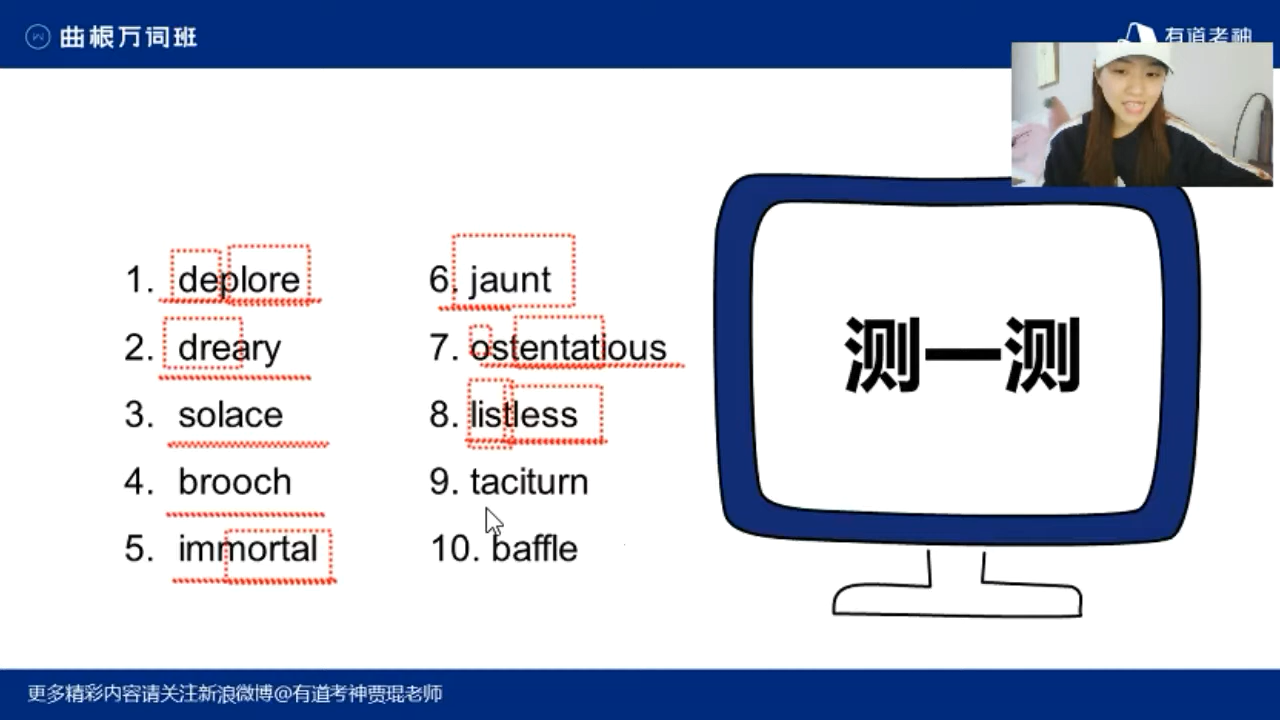 曲根万词班
有道考神
1. deplore
2. dreary
3. solace
4. brooch
5. immortal
6. jaunt
7. ostentatious
8. listless
9. taciturn
10. baffle
测一测
更多精彩内容请关注新浪微博@有道考神贾琨老师